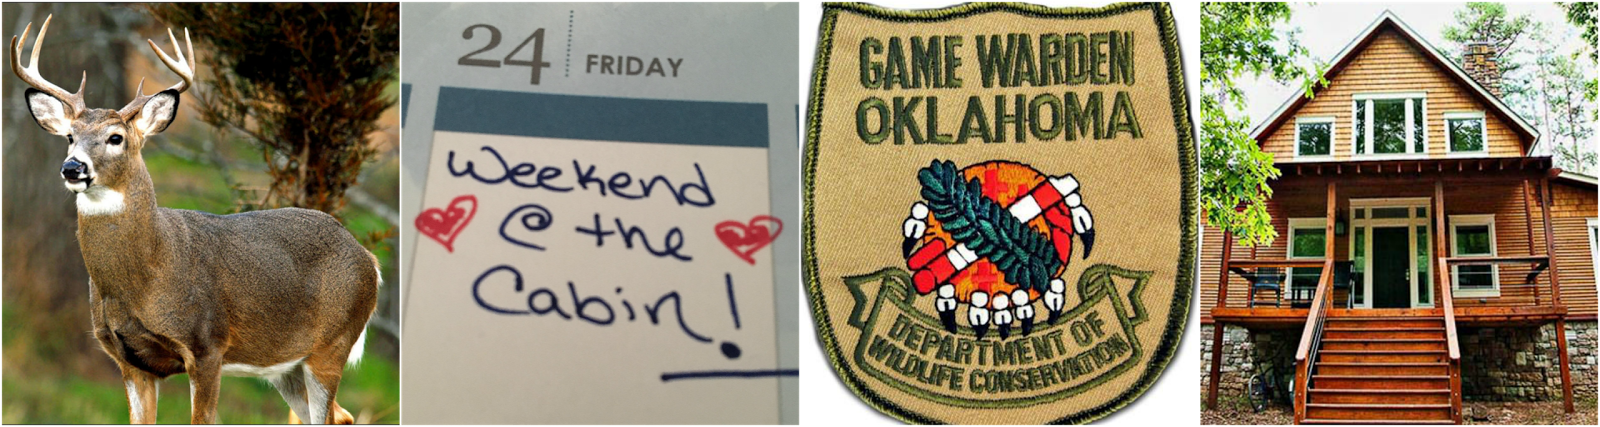 24 FRIDAY
Weekend
@ the
Cabin!
GAME WARDEN
OKLAHOMA
DEPARTMENT OF
WILDLIFE CONSERVATION